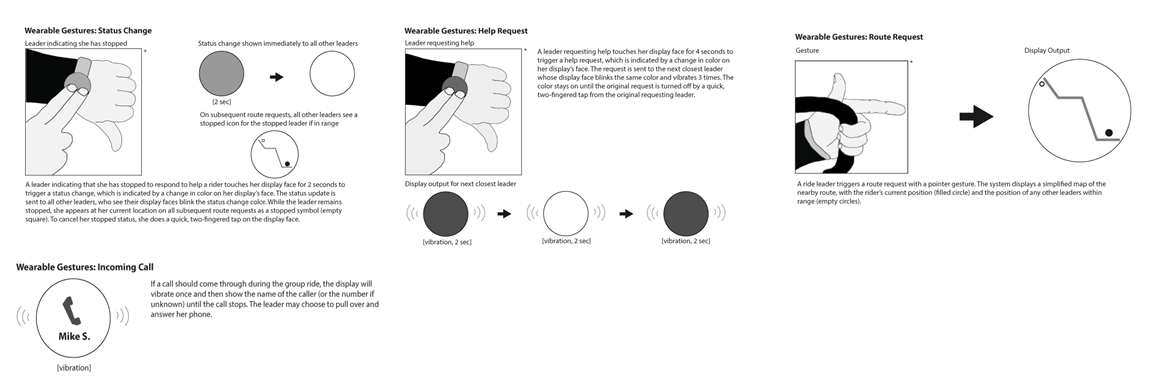 Wearable Gestures: Status Change
Leader indicating she has stopped
*
Status change shown immediately to all other leaders
[2 sec]
On subsequent route requests, all other leaders see a
stopped icon for the stopped leader if in range
A leader indicating that she has stopped to respond to help a rider touches her display face for 2 seconds to
trigger a status change, which is indicated by a change in color on her display's face. The status update is
sent to all other leaders, who see their display faces blink the status change color. While the leader remains
stopped, she appears at her current location on all subsequent route requests as a stopped symbol (empty
square). To cancel her stopped status, she does a quick, two-fingered tap on the display face.
Wearable Gestures: Help Request
Leader requesting help
*
A leader requesting help touches her display face for 4 seconds to
trigger a help request, which is indicated by a change in color on
her display's face. The request is sent to the next closest leader
whose display face blinks the same color and vibrates 3 times. The
color stays on until the original request is turned off by a quick,
two-fingered tap from the original requesting leader.
Display output for next closest leader
[vibration, 2 sec]
[vibration, 2 sec]
[vibration, 2 sec]
Wearable Gestures: Route Request
Gesture
*
Display Output
A ride leader triggers a route request with a pointer gesture. The system displays a simplified map of the
nearby route, with the rider's current position (filled circle) and the position of any other leaders within
range (empty circles).
Wearable Gestures: Incoming Call
Mike S.
[vibration]
If a call should come through during the group ride, the display will
vibrate once and then show the name of the caller (or the number if
unknown) until the call stops. The leader may choose to pull over and
answer her phone.